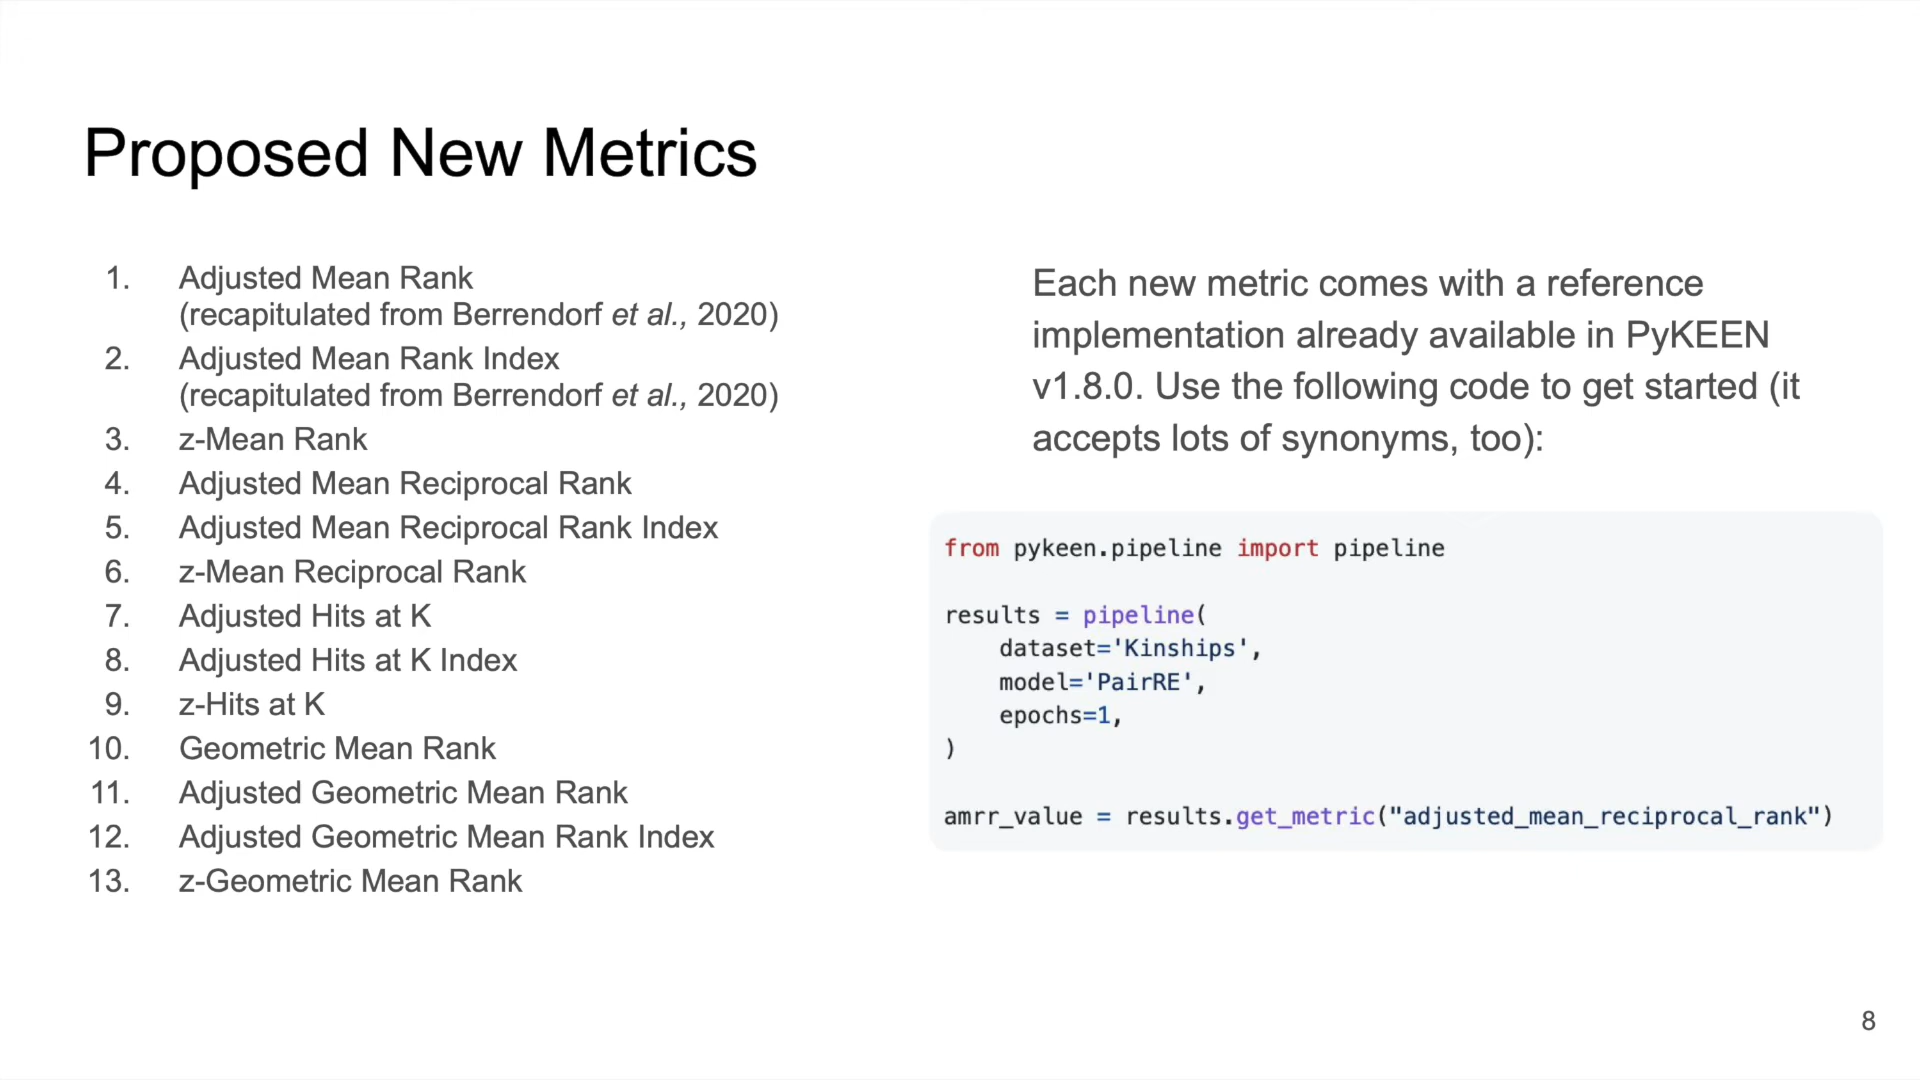 Proposed New Metrics
1. Adjusted Mean Rank
(recapitulated from Berrendorf et al., 2020)
2. Adjusted Mean Rank Index
(recapitulated from Berrendorf et al., 2020)
3. z-Mean Rank
4. Adjusted Mean Reciprocal Rank
5. Adjusted Mean Reciprocal Rank Index
6. z-Mean Reciprocal Rank
7. Adjusted Hits at K
8. Adjusted Hits at K Index
9. z-Hits at K
10. Geometric Mean Rank
11. Adjusted Geometric Mean Rank
12. Adjusted Geometric Mean Rank Index
13. z-Geometric Mean Rank
Each new metric comes with a reference
implementation already available in PyKEEN
v1.8.0. Use the following code to get started (it
accepts lots of synonyms, too):
from pykeen.pipeline import pipeline
results = pipeline(
    dataset='Kinships',
    model='PairRE',
    epochs=1,
)
amrr_value = results.get_metric("adjusted_mean_reciprocal_rank")
8